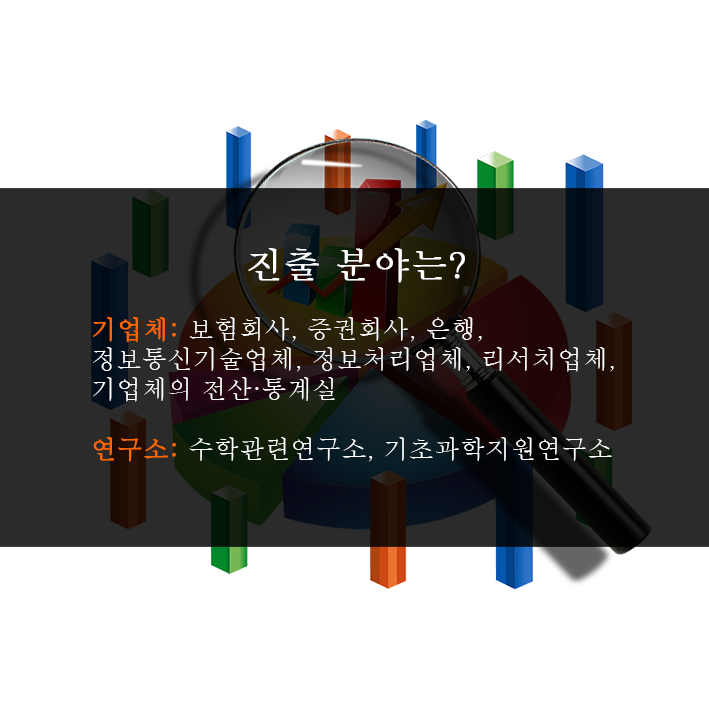 진출 분야는?
기업체: 보험회사, 증권회사, 은행,
정보통신기술업체, 정보처리업체, 리서치업체,
기업체의 전산·통계실
연구소: 수학관련연구소, 기초과학지원연구소